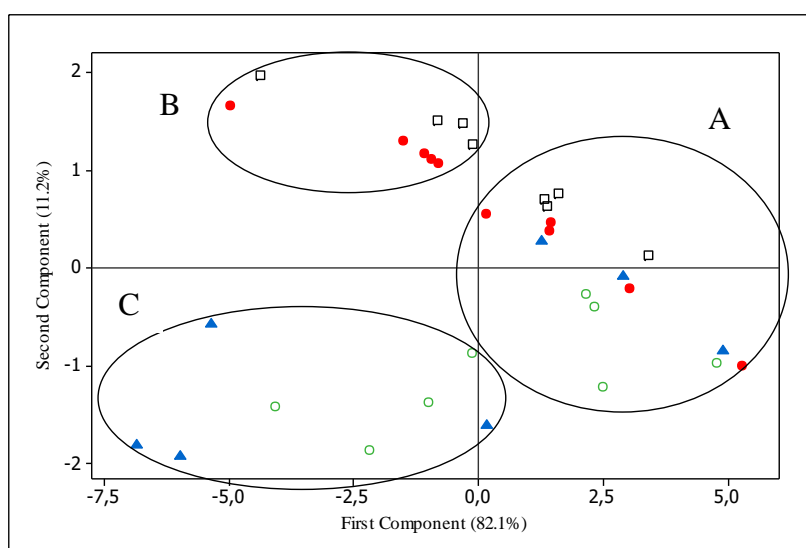 2
B
A
1
0
C
-1
-2
-7,5
-5,0
-2,5
0,0
2,5
5,0
First Component (82.1%)
Second Component (11.2%)